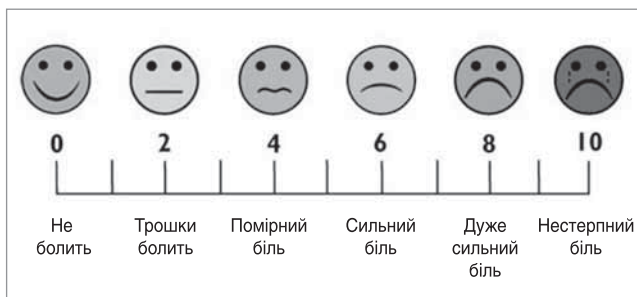 0 2 4 6 8 10
Не болить
Трошки болить
Помірний біль
Сильний біль
Дуже сильний біль
Нестерпний біль